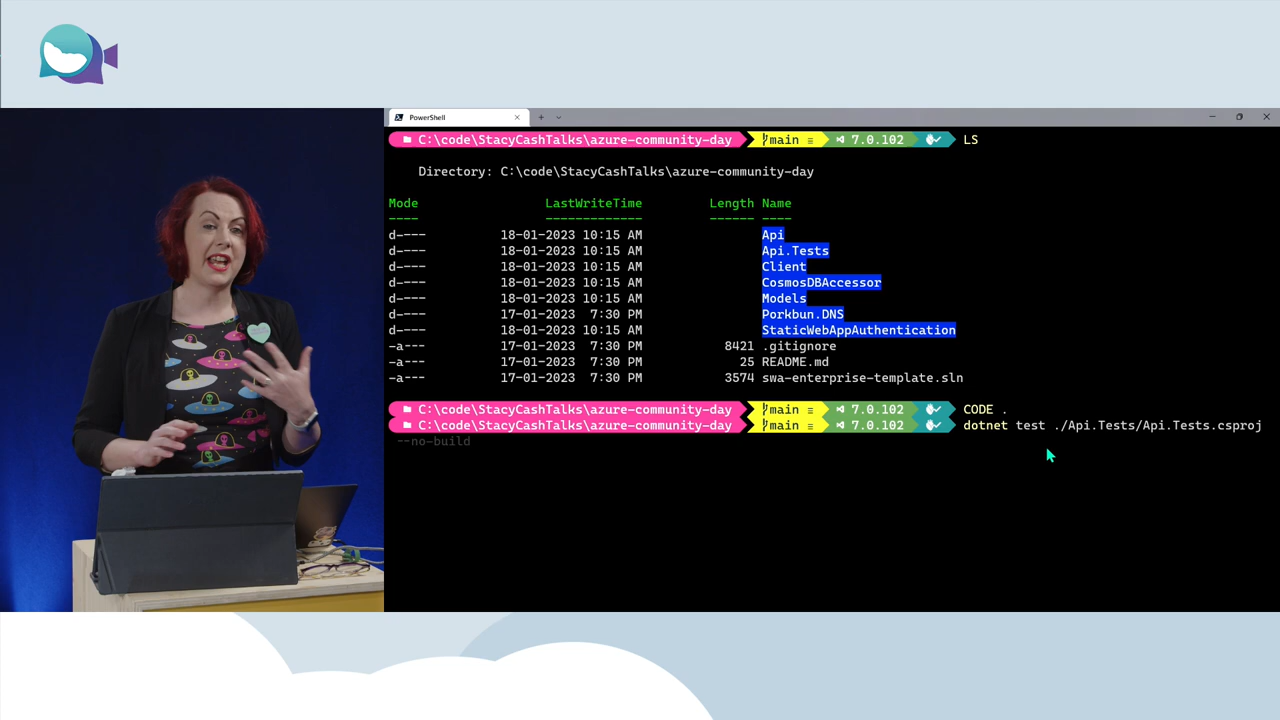 PowerShell
C:\code\StacyCashTalks\azure-community-day main ≡ 7.0.102 LS
Directory: C:\code\StacyCashTalks\azure-community-day
Mode LastWriteTime Length Name
---- ------------- ------ ----
d---- 18-01-2023 10:15 AM Api
d---- 18-01-2023 10:15 AM Api.Tests
d---- 18-01-2023 10:15 AM Client
d---- 18-01-2023 10:15 AM CosmosDBAccessor
d---- 18-01-2023 10:15 AM Models
d---- 17-01-2023 7:30 PM Porkbun.DNS
d---- 18-01-2023 10:15 AM StaticWebAppAuthentication
-a--- 17-01-2023 7:30 PM 8421 .gitignore
-a--- 17-01-2023 7:30 PM 25 README.md
-a--- 17-01-2023 7:30 PM 3574 swa-enterprise-template.sln
C:\code\StacyCashTalks\azure-community-day main ≡ 7.0.102 CODE .
C:\code\StacyCashTalks\azure-community-day main ≡ 7.0.102 dotnet test ./Api.Tests/Api.Tests.csproj
--no-build